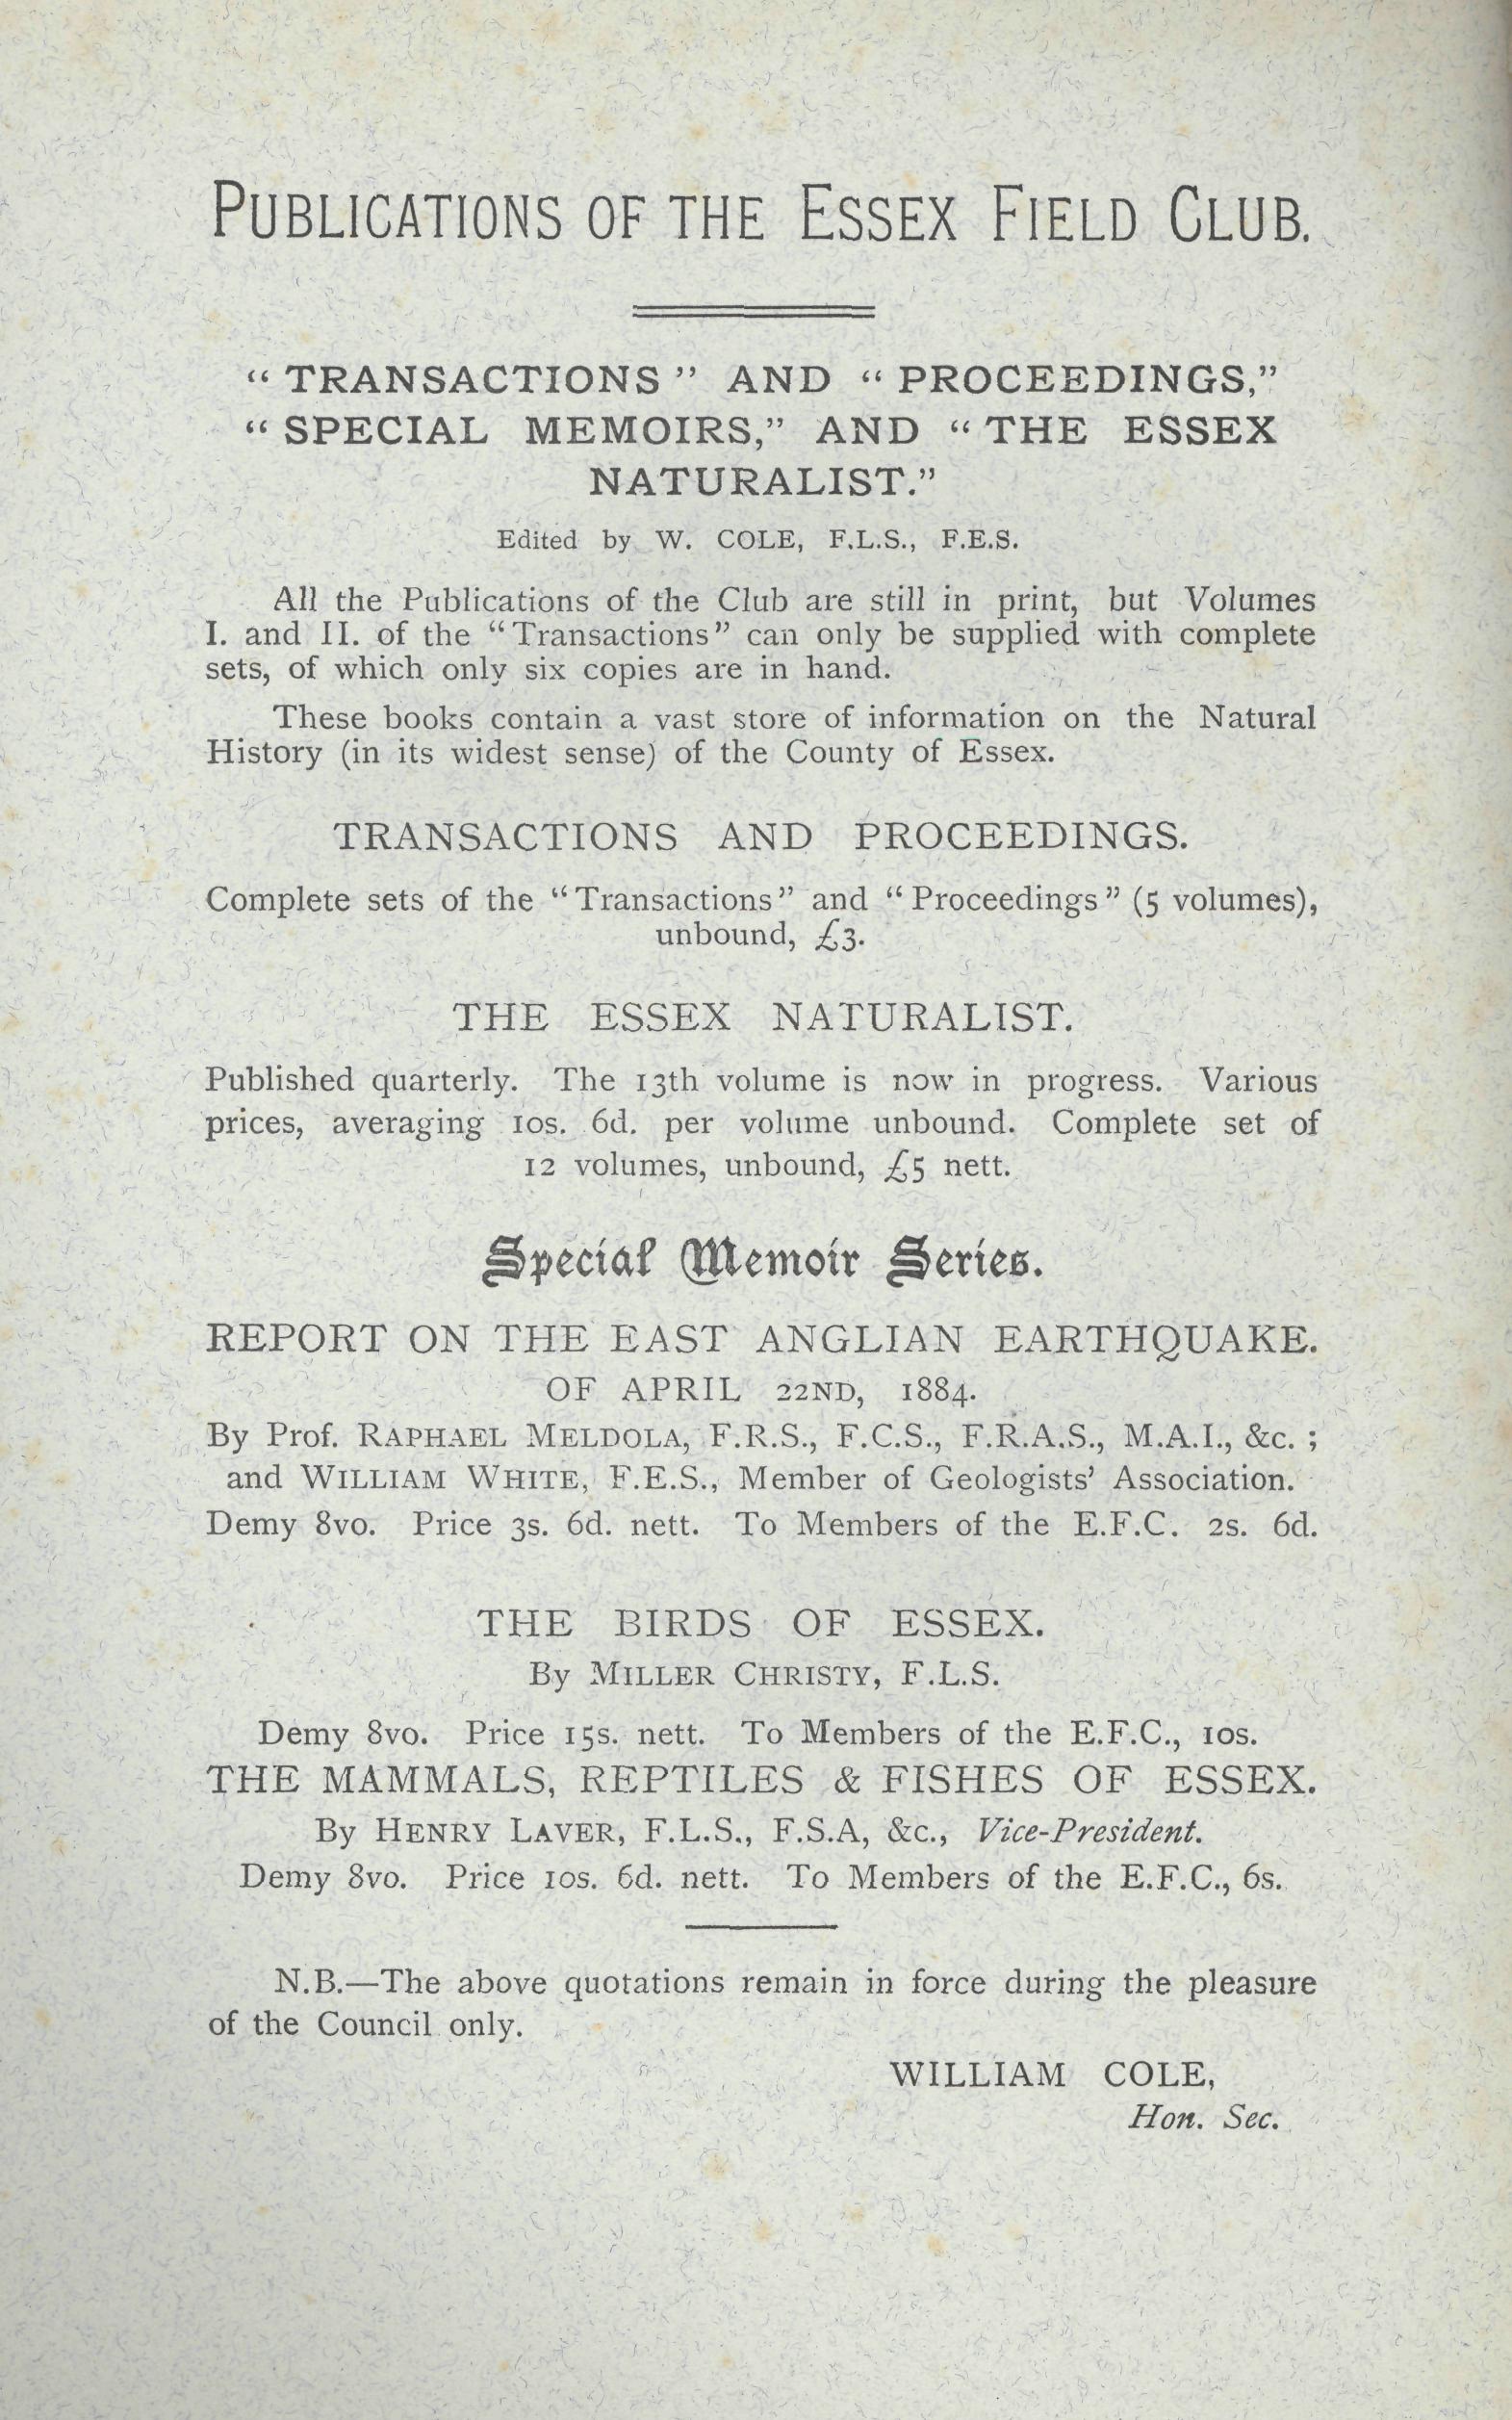 PUBLICATIONS OF THE ESSEX FIELD CLUB.
“TRANSACTIONS” AND “PROCEEDINGS,”
“SPECIAL MEMOIRS,” AND “THE ESSEX
NATURALIST.”
Edited by W. COLE, F.L.S., F.E.S.
All the Publications of the Club are still in print, but Volumes
I. and II. of the “Transactions” can only be supplied with complete
sets, of which only six copies are in hand.
These books contain a vast store of information on the Natural
History (in its widest sense) of the County of Essex.
TRANSACTIONS AND PROCEEDINGS.
Complete sets of the “Transactions” and “Proceedings” (5 volumes),
unbound, £3.
THE ESSEX NATURALIST.
Published quarterly. The 13th volume is now in progress. Various
prices, averaging 10s. 6d. per volume unbound. Complete set of
12 volumes, unbound, £5 nett.
Special Memoir Series.
REPORT ON THE EAST ANGLIAN EARTHQUAKE.
OF APRIL 22ND, 1884.
By Prof. RAPHAEL MELDOLA, F.R.S., F.C.S., F.R.A.S., M.A.I., &c. ;
and WILLIAM WHITE, F.E.S., Member of Geologists’ Association.
Demy 8vo. Price 3s. 6d. nett. To Members of the E.F.C. 2s. 6d.
THE BIRDS OF ESSEX.
By MILLER CHRISTY, F.L.S.
Demy 8vo. Price 15s. nett. To Members of the E.F.C., 10s.
THE MAMMALS, REPTILES & FISHES OF ESSEX.
By HENRY LAVER, F.L.S., F.S.A, &c., Vice-President.
Demy 8vo. Price 10s. 6d. nett. To Members of the E.F.C., 6s.
N.B.—The above quotations remain in force during the pleasure
of the Council only.
WILLIAM COLE,
Hon. Sec.